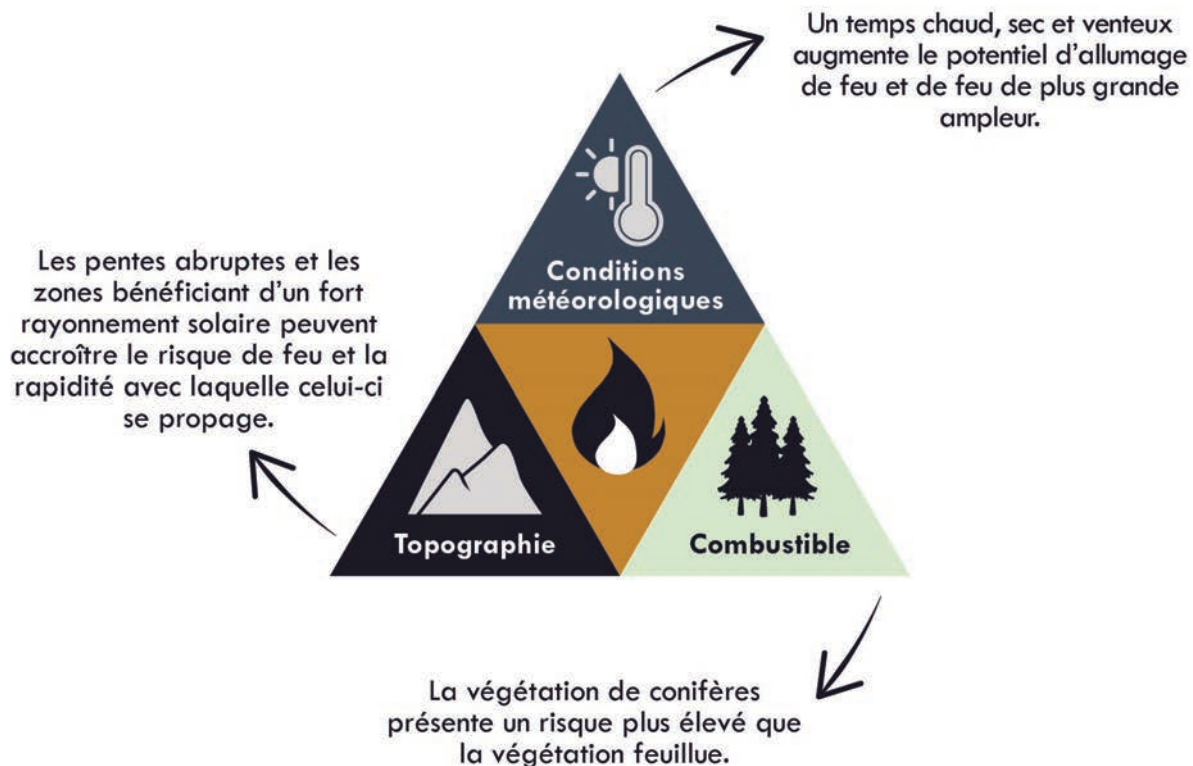 Un temps chaud, sec et venteux
augmente le potentiel d'allumage
de feu et de feu de plus grande
ampleur.
Conditions
météorologiques
Les pentes abruptes et les
zones bénéficiant d'un fort
rayonnement solaire peuvent
accroître le risque de feu et la
rapidité avec laquelle celui-ci
se propage.
Topographie
Combustible
La végétation de conifères
présente un risque plus élevé que
la végétation feuillue.